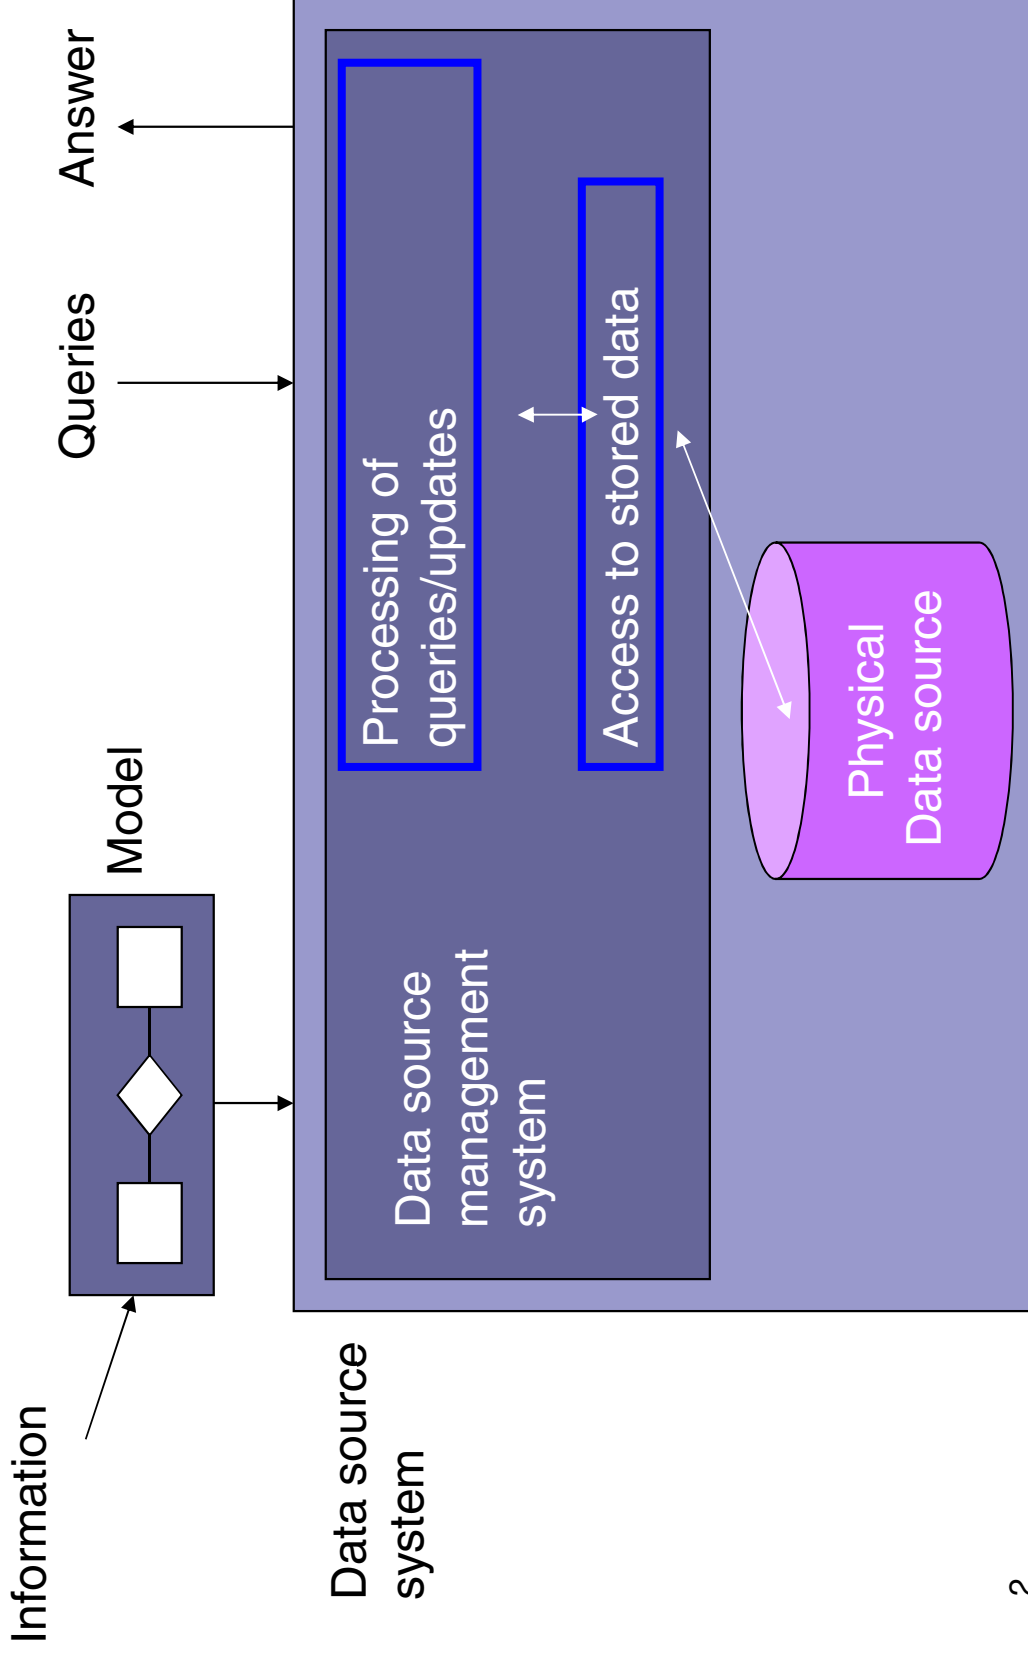 Information
Model
Queries
Answer
Data source
system
Data source
management
system
Processing of
queries/updates
Access to stored data
Physical
Data source
2